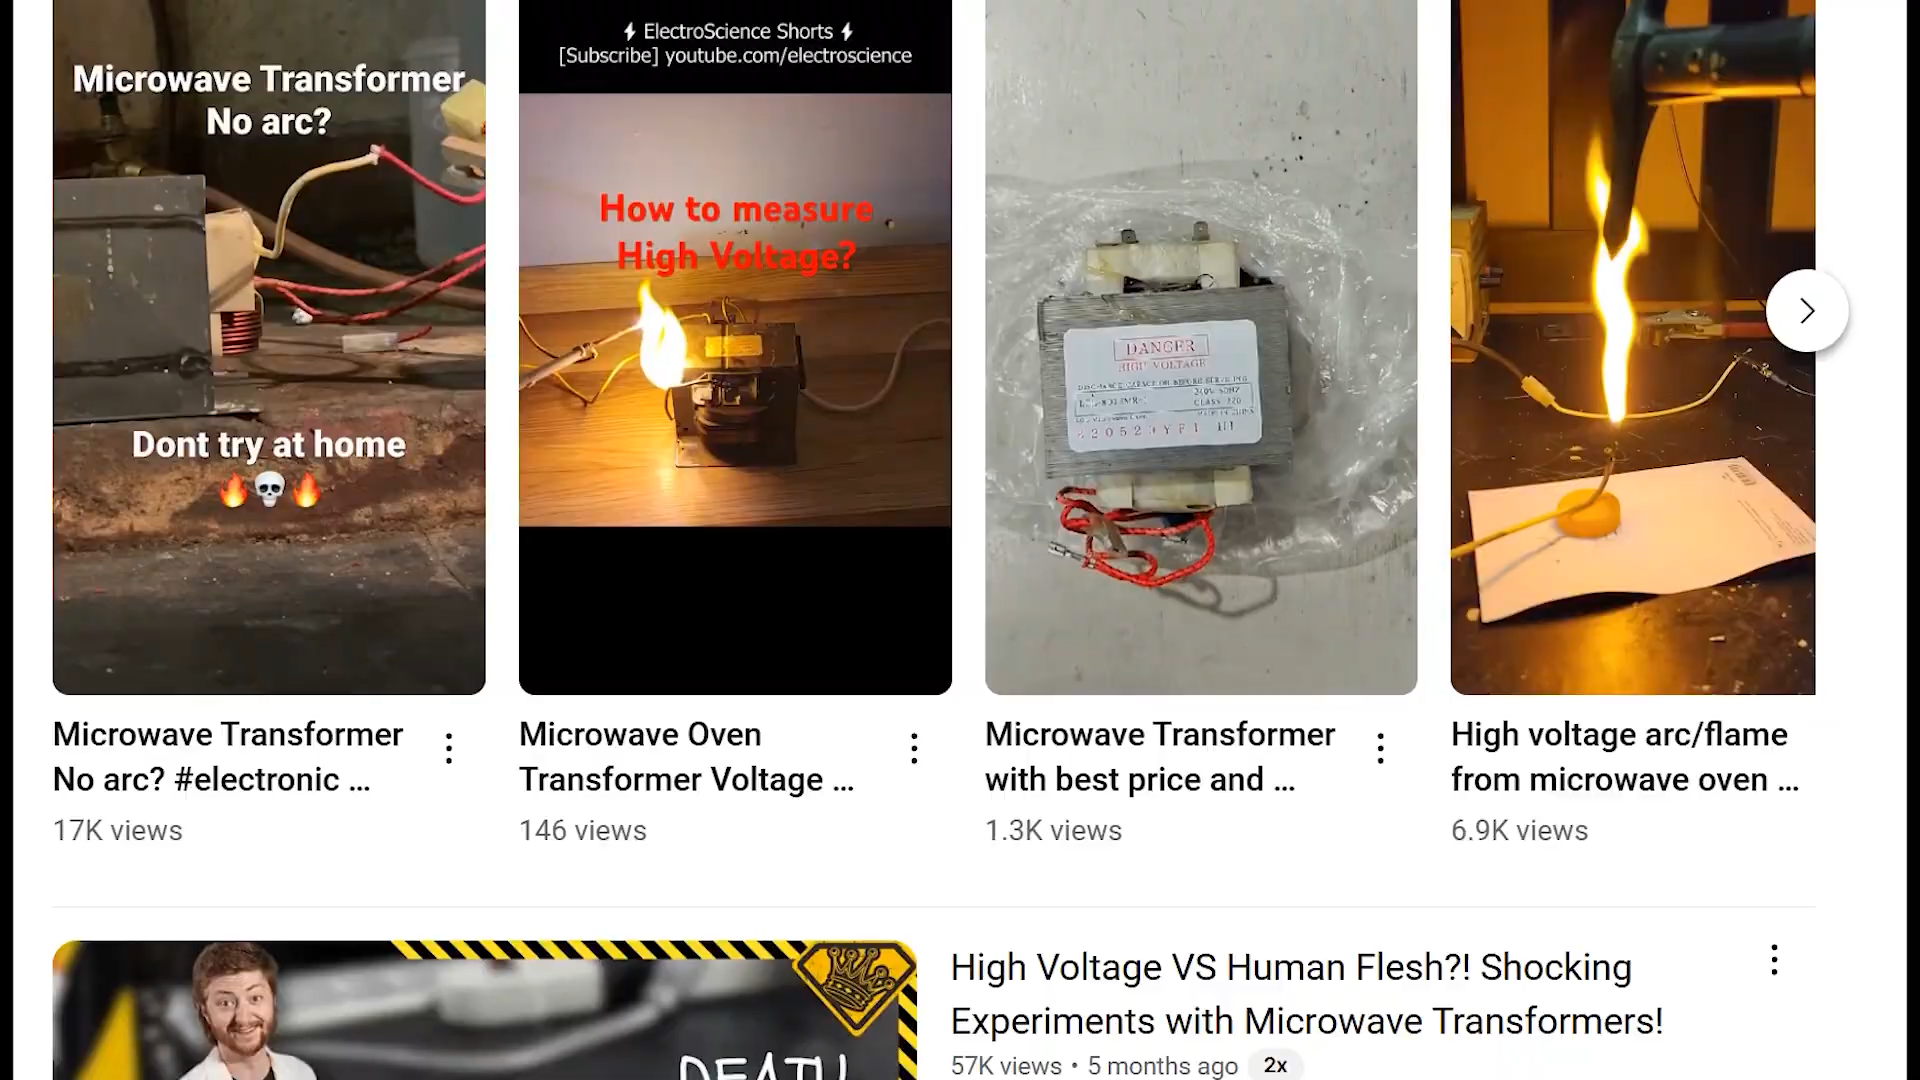 Microwave Transformer
No arc?
Dont try at home
Microwave Transformer
No arc? #electronic ...
17K views
⚡ ElectroScience Shorts ⚡
[Subscribe] youtube.com/electroscience
How to measure
High Voltage?
Microwave Oven
Transformer Voltage ...
146 views
DANGER
HIGH VOLTAGE
Microwave Transformer
with best price and ...
1.3K views
High voltage arc/flame
from microwave oven ...
6.9K views
DEATH
High Voltage VS Human Flesh?! Shocking
Experiments with Microwave Transformers!
57K views • 5 months ago 2x